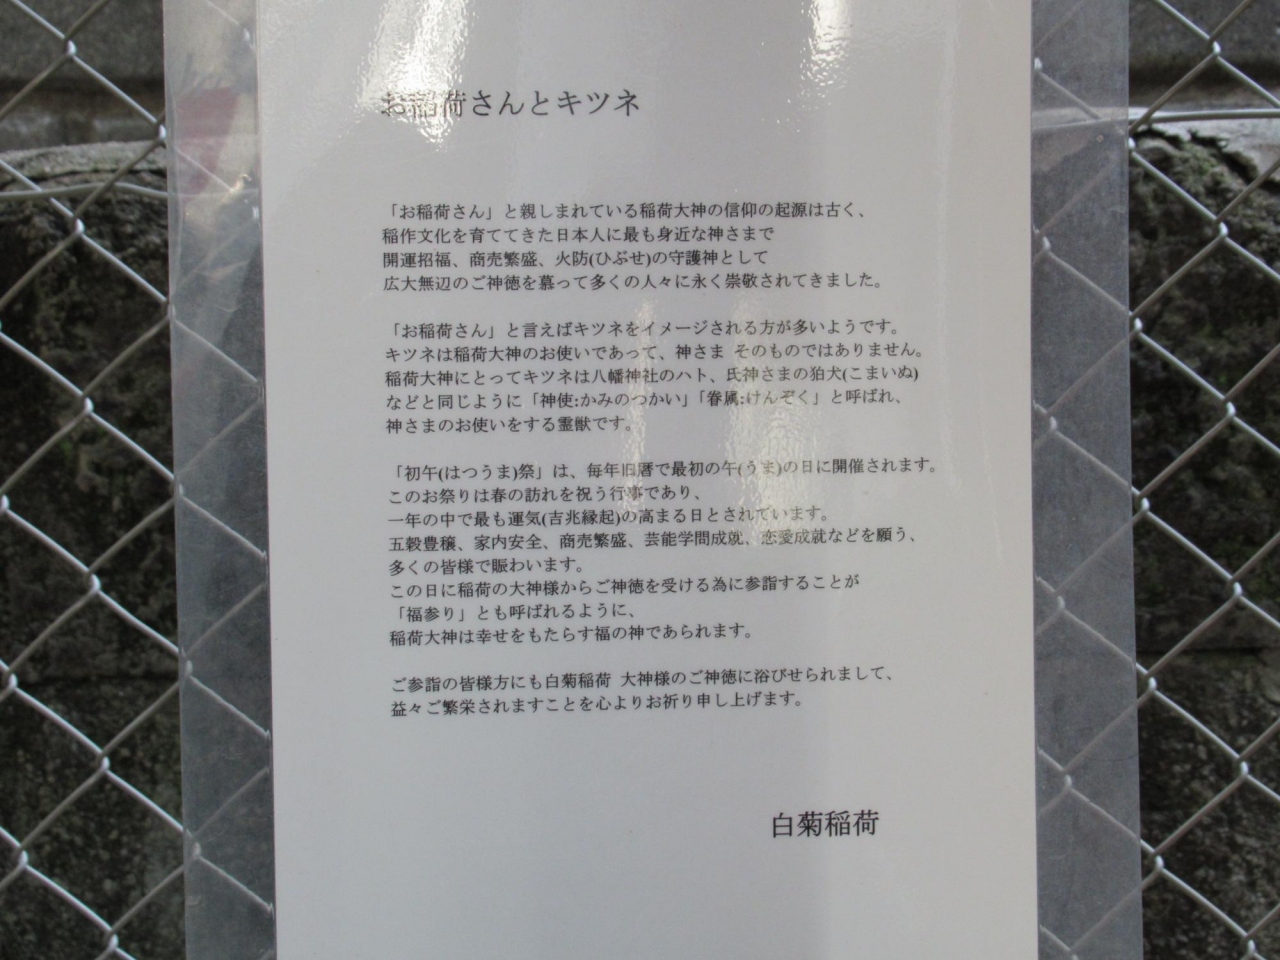 お稲荷さんとキツネ
「お稲荷さん」と親しまれている稲荷大神の信仰の起源は古く、
稲作文化を育ててきた日本人に最も身近な神さまで
開運招福、商売繁盛、火防(ひぶせ)の守護神として
広大無辺のご神徳を慕って多くの人々に永く崇敬されてきました。
「お稲荷さん」と言えばキツネをイメージされる方が多いようです。
キツネは稲荷大神のお使いであって、神さま そのものではありません。
稲荷大神にとってキツネは八幡神社のハト、氏神さまの狛犬(こまいぬ)
などと同じように「神使:かみのつかい」「眷属:けんぞく」と呼ばれ、
神さまのお使いをする霊獣です。
「初午(はつうま)祭」は、毎年旧暦で最初の午(うま)の日に開催されます。
このお祭りは春の訪れを祝う行事であり、
一年の中で最も運気(吉兆縁起)の高まる日とされています。
五穀豊穣、家内安全、商売繁盛、芸能学問成就、恋愛成就などを願う、
多くの皆様で賑わいます。
この日に稲荷の大神様からご神徳を受ける為に参詣することが
「福参り」とも呼ばれるように、
稲荷大神は幸せをもたらす福の神であられます。
ご参詣の皆様方にも白菊稲荷 大神様のご神徳に浴びせられまして、
益々ご繁栄されますことを心よりお祈り申し上げます。
白菊稲荷